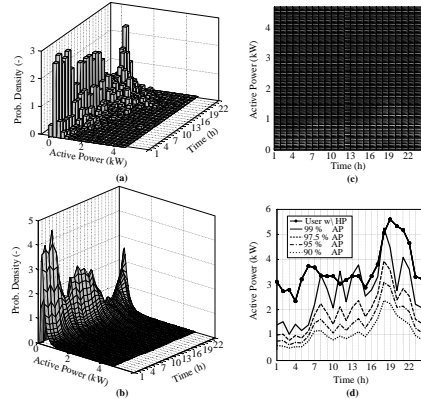 Prob. Density (-)
3
2
1
0
0
2
4
Active Power (kW)
1 4 7 10 13 16 19 22
Time (h)
(a)
Active Power (kW)
4
3
2
1
0
1 4 7 10 13 16 19 22
Time (h)
(c)
Prob. Density (-)
5
4
3
2
1
0
0
2
4
Active Power (kW)
1 4 7 10 13 16 19 22
Time (h)
(b)
Active Power (kW)
6
5
4
3
2
1
0
User w\ HP
99 % AP
97.5 % AP
95 % AP
90 % AP
1 4 7 10 13 16 19 22
Time (h)
(d)